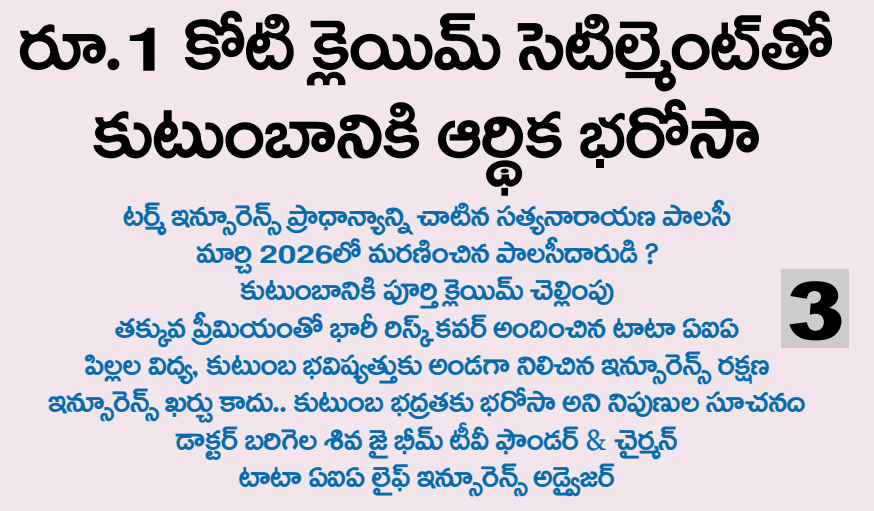 రూ.1 కోటి క్లెయిమ్ సెటిల్మెంట్‌తో
కుటుంబానికి ఆర్థిక భరోసా
టర్మ్ ఇన్సూరెన్స్ ప్రాధాన్యాన్ని చాటిన సత్యనారాయణ పాలసీ
మార్చి 2026లో మరణించిన పాలసీదారుడి ?
కుటుంబానికి పూర్తి క్లెయిమ్ చెల్లింపు
తక్కువ ప్రీమియంతో భారీ రిస్క్ కవర్ అందించిన టాటా ఏఐఏ
పిల్లల విద్య, కుటుంబ భవిష్యత్తుకు అండగా నిలిచిన ఇన్సూరెన్స్ రక్షణ
ఇన్సూరెన్స్ ఖర్చు కాదు.. కుటుంబ భద్రతకు భరోసా అని నిపుణుల సూచనది
డాక్టర్ బరిగెల శివ జై భీమ్ టీవీ ఫౌండర్ & చైర్మన్
టాటా ఏఐఏ లైఫ్ ఇన్సూరెన్స్ అడ్వైజర్
3